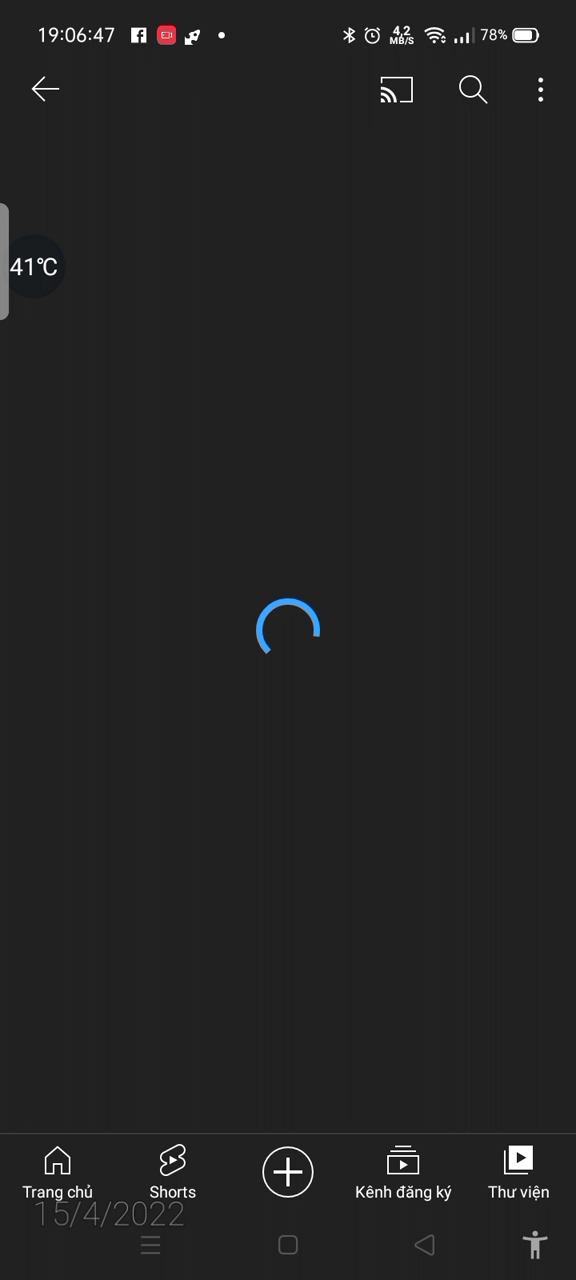 19:06:47
4,2
MB/S
78%
41°C
Trang chủ
Shorts
Kênh đăng ký
Thư viện
15/4/2022